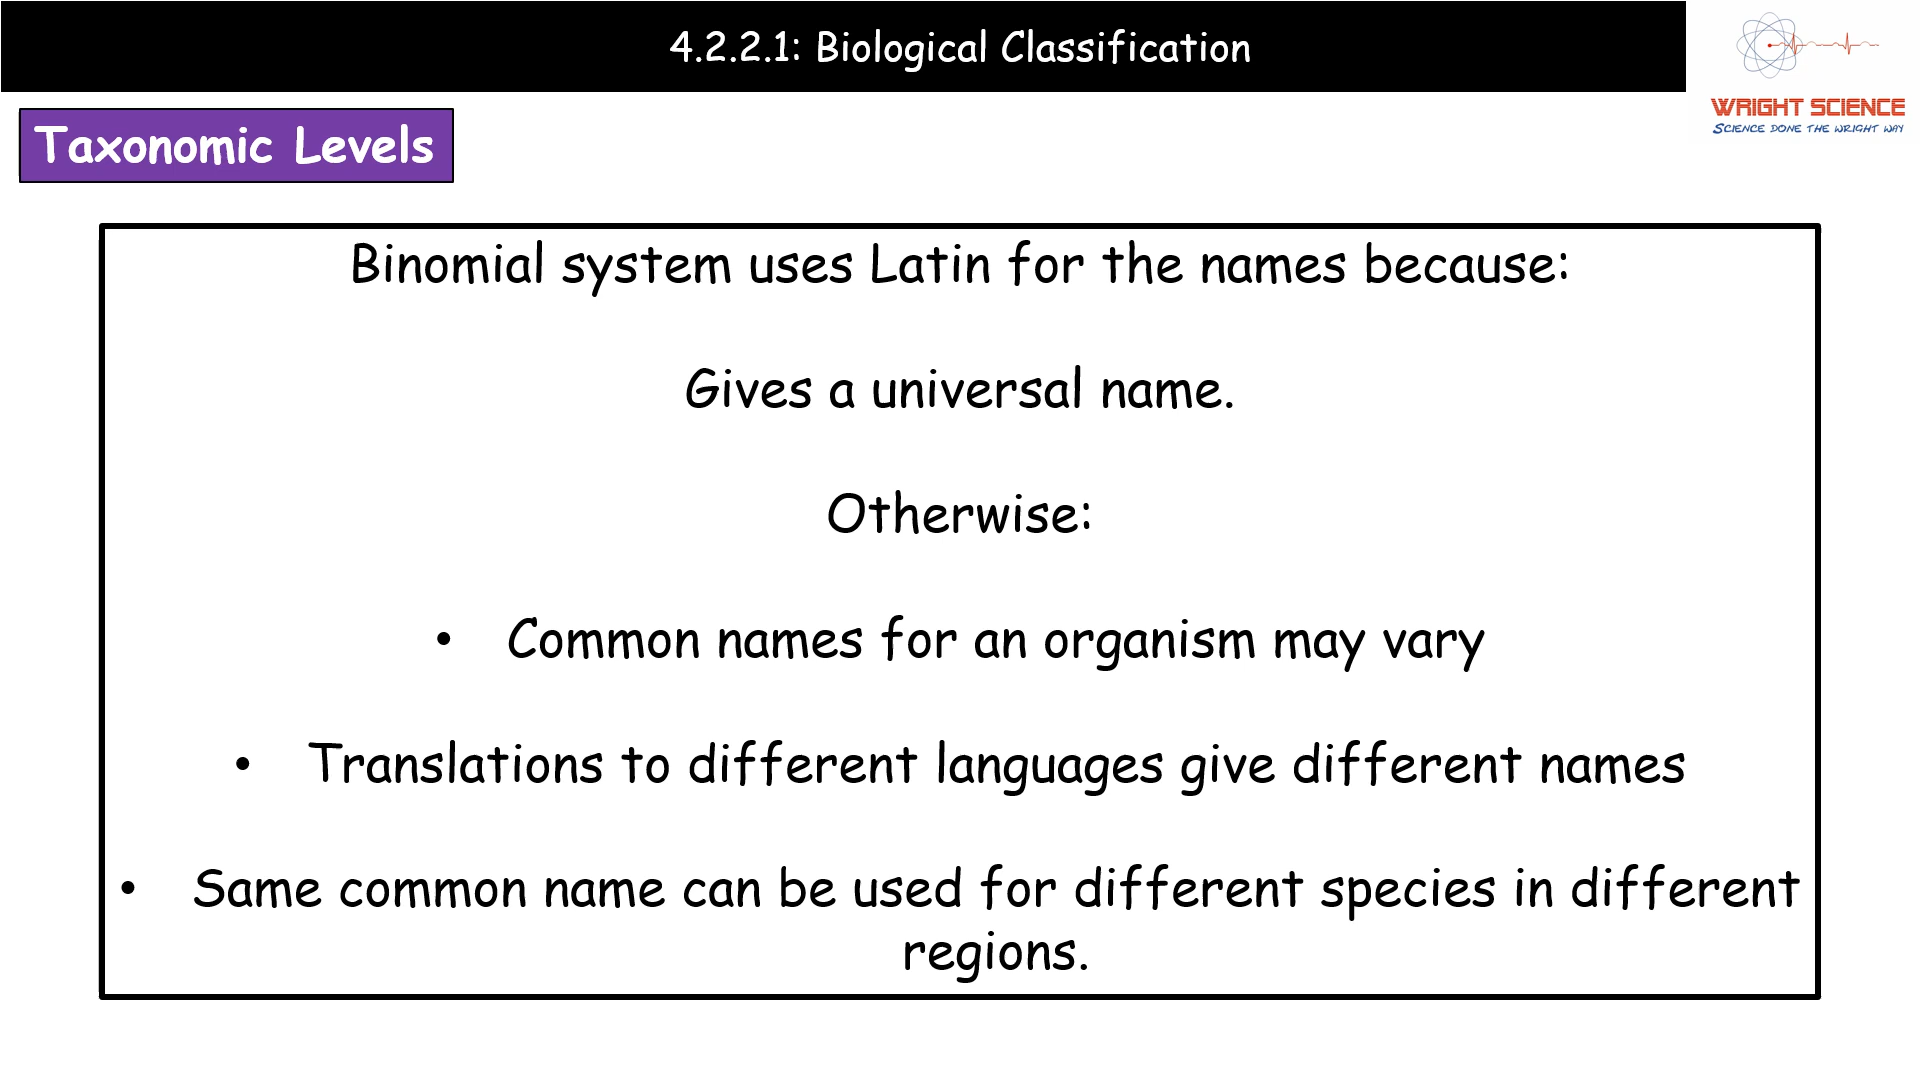 4.2.2.1: Biological Classification
WRIGHT SCIENCE
SCIENCE DONE THE WRIGHT WAY
Taxonomic Levels
Binomial system uses Latin for the names because:
Gives a universal name.
Otherwise:
• Common names for an organism may vary
• Translations to different languages give different names
• Same common name can be used for different species in different
regions.